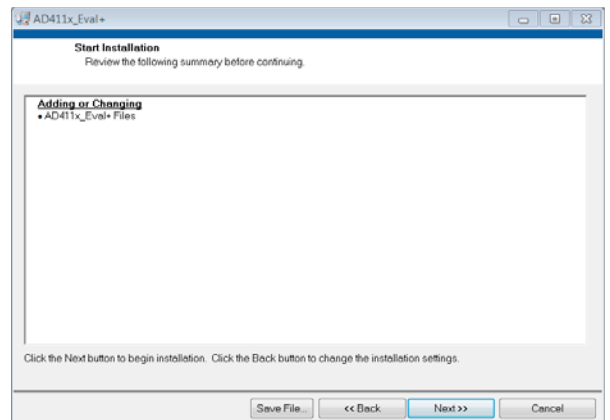 AD411x_Eval+
Start Installation
Review the following summary before continuing.
Adding or Changing
• AD411x_Eval+ Files
Click the Next button to begin installation. Click the Back button to change the installation settings.
Save File... << Back Next >> Cancel